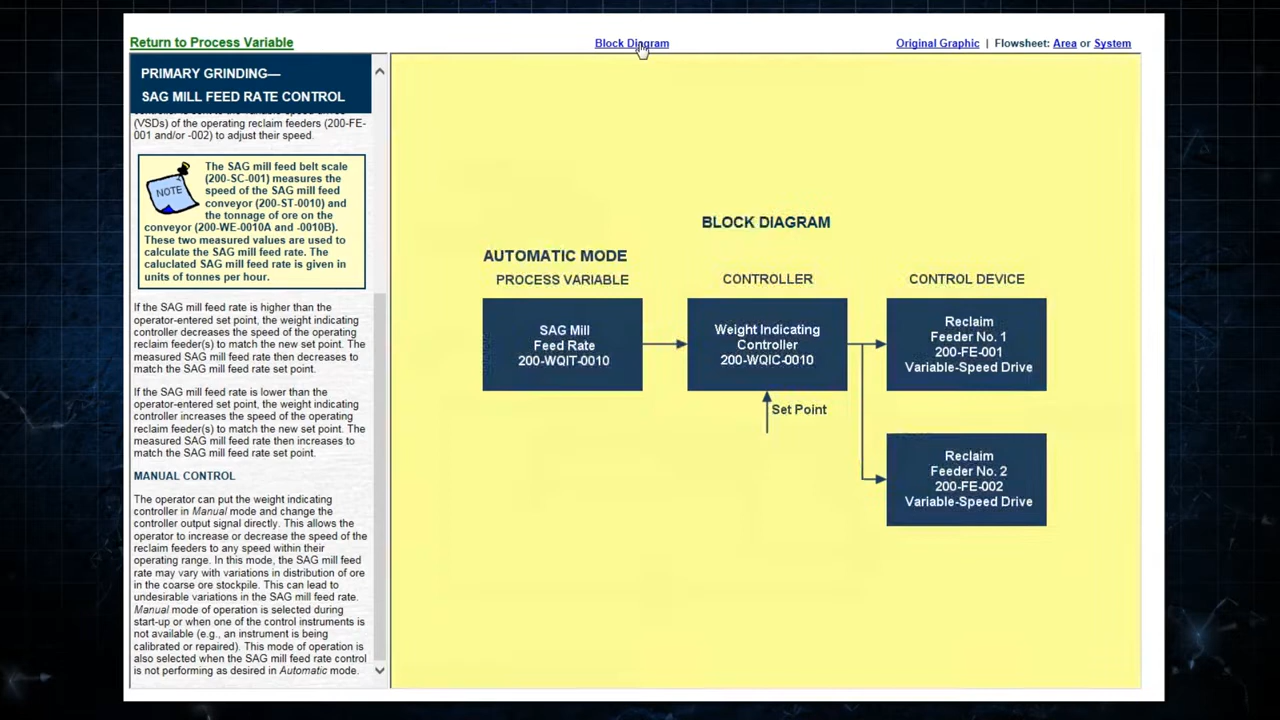 Return to Process Variable
Block Diagram
Original Graphic | Flowsheet: Area or System
PRIMARY GRINDING—
SAG MILL FEED RATE CONTROL
(VSDs) of the operating reclaim feeders (200-FE-
001 and/or -002) to adjust their speed.
NOTE
The SAG mill feed belt scale
(200-SC-001) measures the
speed of the SAG mill feed
conveyor (200-ST-0010) and
the tonnage of ore on the
conveyor (200-WE-0010A and -0010B).
These two measured values are used to
calculate the SAG mill feed rate. The
caluclated SAG mill feed rate is given in
units of tonnes per hour.
If the SAG mill feed rate is higher than the
operator-entered set point, the weight indicating
controller decreases the speed of the operating
reclaim feeder(s) to match the new set point. The
measured SAG mill feed rate then decreases to
match the feed rate set point.
If the SAG mill feed rate is lower than the
operator-entered set point, the weight indicating
controller increases the speed of the operating
reclaim feeder(s) to match the new set point. The
measured SAG mill feed rate then increases to
match the feed rate set point.
MANUAL CONTROL
The operator can put the weight indicating
controller in Manual mode and change the
controller output signal directly. This allows the
operator to increase or decrease the speed of the
reclaim feeders to any speed within their
operating range. In this mode, the SAG mill feed
rate may vary with variations in distribution of ore
in the coarse ore stockpile. This can lead to
undesirable variations in the SAG mill feed rate.
Manual mode of operation is selected during
start-up or when one of the control instruments is
not available (e.g., an instrument is being
calibrated or repaired). This mode of operation is
also selected when the SAG mill feed rate control
is not performing as desired in Automatic mode.
BLOCK DIAGRAM
AUTOMATIC MODE
PROCESS VARIABLE
CONTROLLER
CONTROL DEVICE
SAG Mill
Feed Rate
200-WQIT-0010
Weight Indicating
Controller
200-WQIC-0010
Set Point
Reclaim
Feeder No. 1
200-FE-001
Variable-Speed Drive
Reclaim
Feeder No. 2
200-FE-002
Variable-Speed Drive